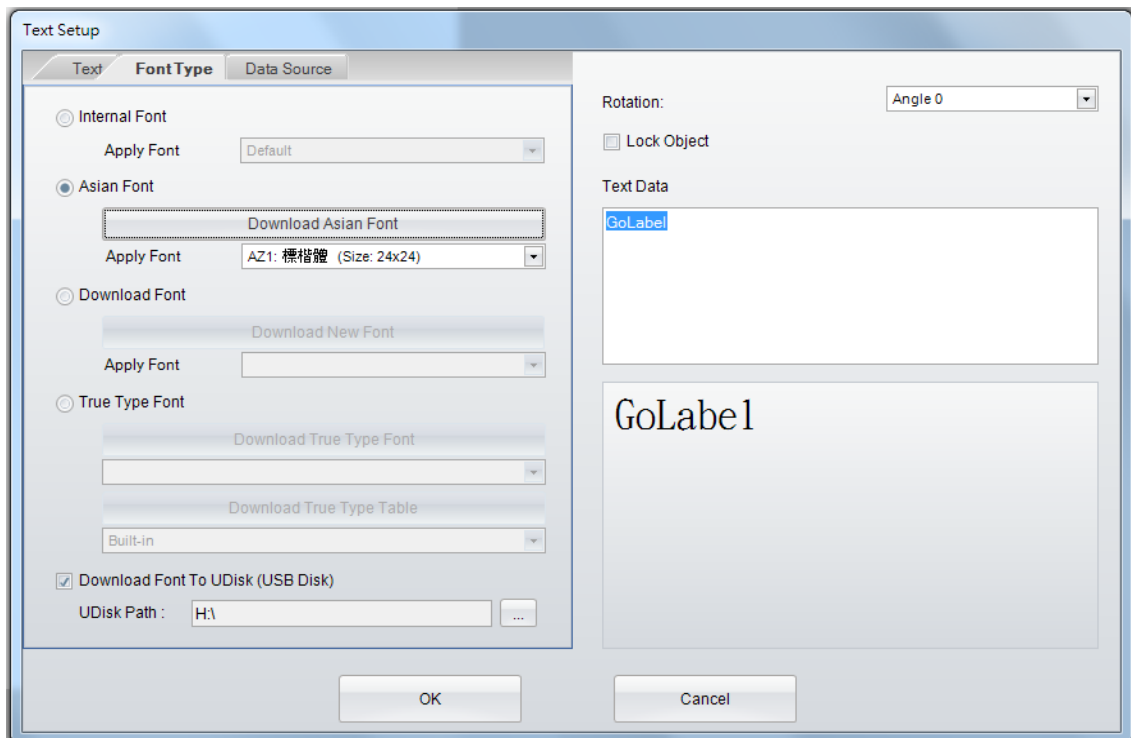 Text Setup
Text
Font Type
Data Source
Internal Font
Apply Font
Default
Asian Font
Download Asian Font
Apply Font
AZ1: 標楷體 (Size: 24x24)
Download Font
Download New Font
Apply Font
True Type Font
Download True Type Font
Download True Type Table
Built-in
Download Font To UDisk (USB Disk)
UDisk Path :
H:\
...
Rotation:
Angle 0
Lock Object
Text Data
GoLabel
GoLabel
OK
Cancel